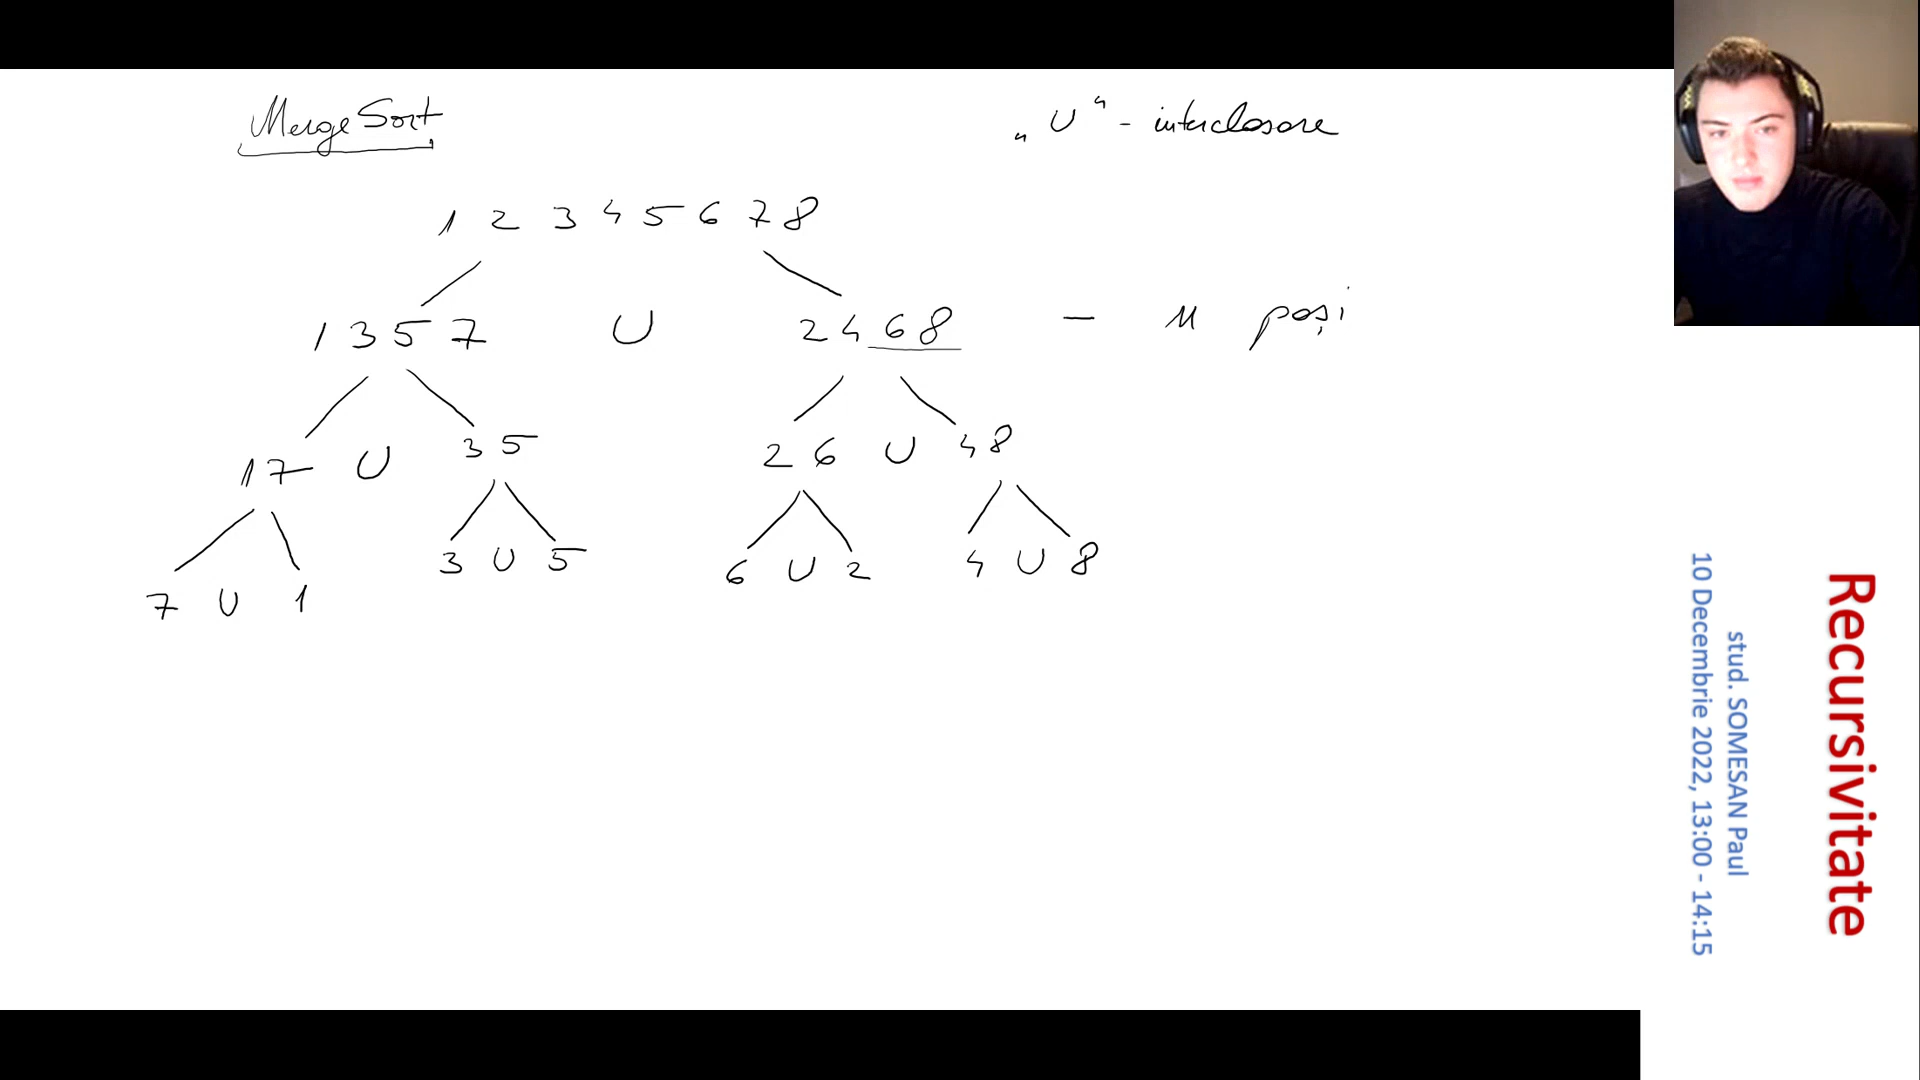 MergeSort
„U“ - interclasare
1 2 3 4 5 6 7 8
1 3 5 7 U 2 4 6 8 — n pași
1 7 U 3 5 2 6 U 4 8
7 U 1 3 U 5 6 U 2 4 U 8
Recursivitate
stud. SOMESAN Paul
10 Decembrie 2022, 13:00 - 14:15